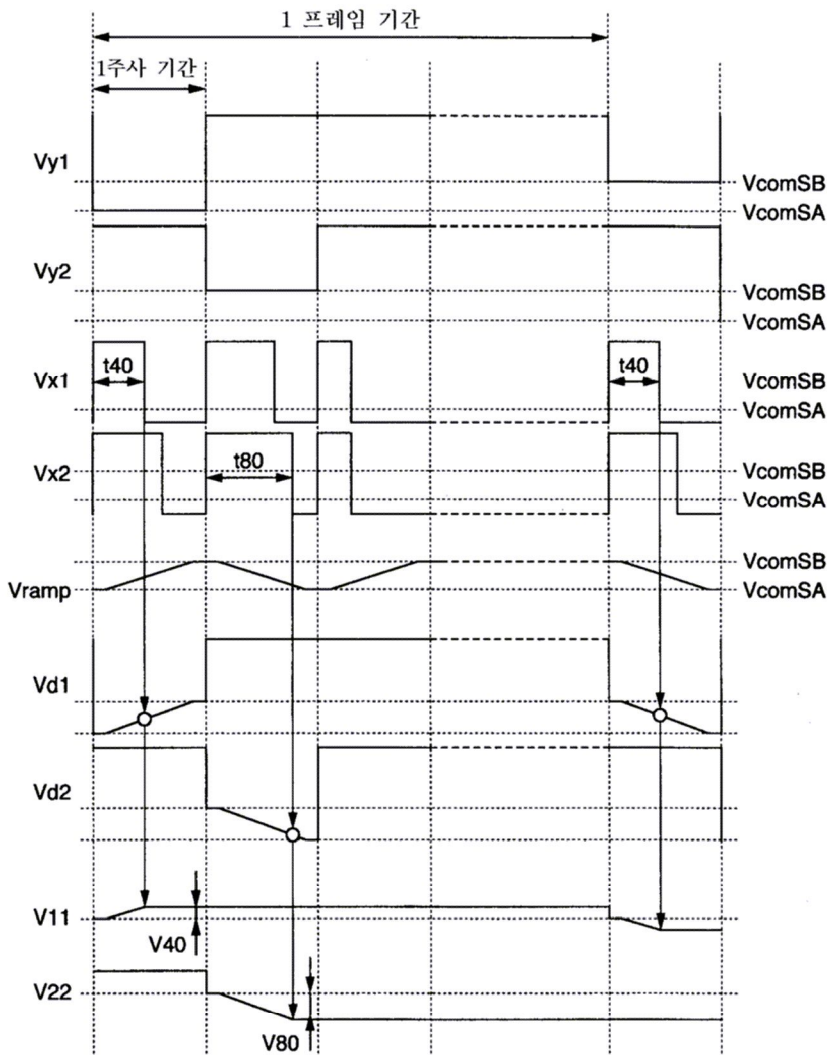 1 프레임 기간
1주사 기간
Vy1
VcomSB
VcomSA
Vy2
VcomSB
VcomSA
Vx1
t40
t40
VcomSB
VcomSA
Vx2
t80
VcomSB
VcomSA
Vramp
VcomSB
VcomSA
Vd1
Vd2
V11
V40
V22
V80